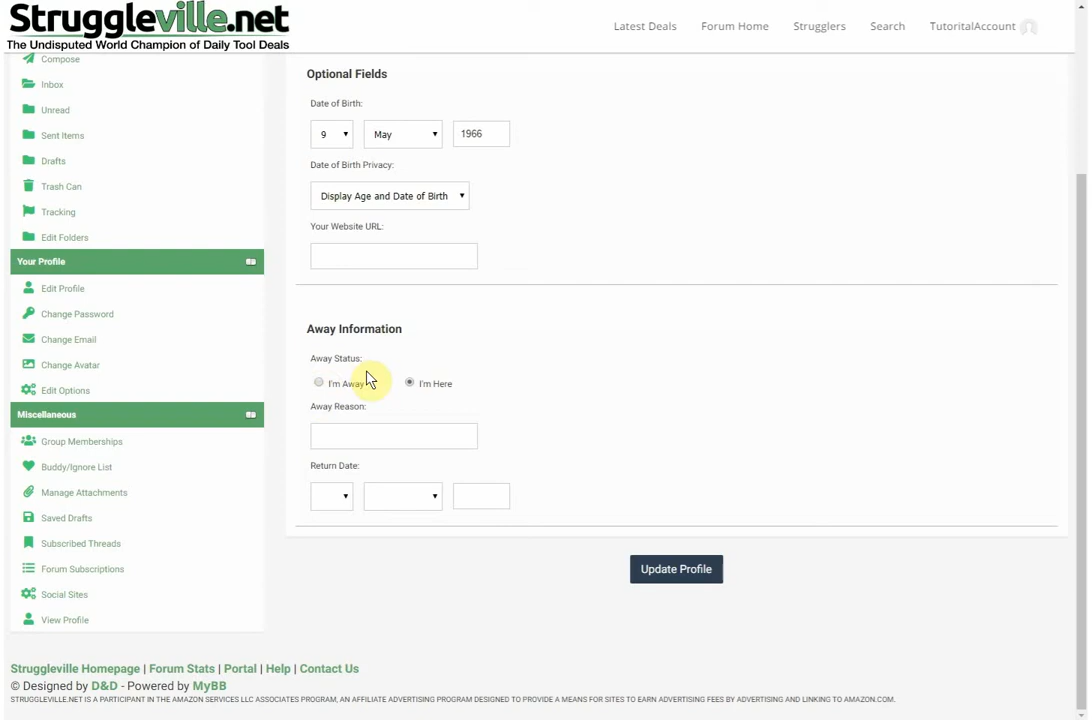 Struggleville.net
The Undisputed World Champion of Daily Tool Deals
Latest Deals Forum Home Strugglers Search TutoritalAccount
Compose
Inbox
Unread
Sent Items
Drafts
Trash Can
Tracking
Edit Folders
Your Profile
Edit Profile
Change Password
Change Email
Change Avatar
Edit Options
Miscellaneous
Group Memberships
Buddy/Ignore List
Manage Attachments
Saved Drafts
Subscribed Threads
Forum Subscriptions
Social Sites
View Profile
Optional Fields
Date of Birth:
9 May 1966
Date of Birth Privacy:
Display Age and Date of Birth
Your Website URL:
Away Information
Away Status:
I'm Away I'm Here
Away Reason:
Return Date:
Update Profile
Struggleville Homepage | Forum Stats | Portal | Help | Contact Us
© Designed by D&D - Powered by MyBB
STRUGGLEVILLE.NET IS A PARTICIPANT IN THE AMAZON SERVICES LLC ASSOCIATES PROGRAM, AN AFFILIATE ADVERTISING PROGRAM DESIGNED TO PROVIDE A MEANS FOR SITES TO EARN ADVERTISING FEES BY ADVERTISING AND LINKING TO AMAZON.COM.